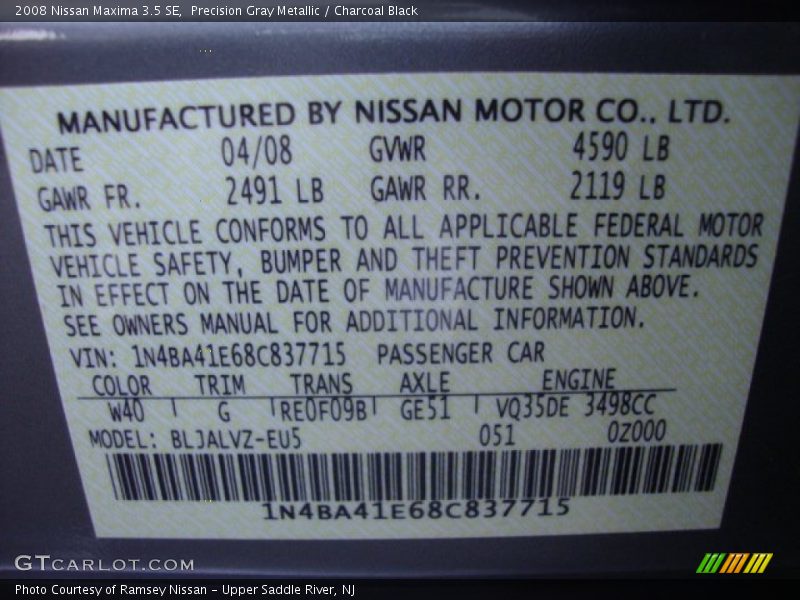 2008 Nissan Maxima 3.5 SE,  Precision Gray Metallic / Charcoal Black
MANUFACTURED BY NISSAN MOTOR CO., LTD.
DATE 04/08 GVWR 4590 LB
GAWR FR. 2491 LB GAWR RR. 2119 LB
THIS VEHICLE CONFORMS TO ALL APPLICABLE FEDERAL MOTOR
VEHICLE SAFETY, BUMPER AND THEFT PREVENTION STANDARDS
IN EFFECT ON THE DATE OF MANUFACTURE SHOWN ABOVE.
SEE OWNERS MANUAL FOR ADDITIONAL INFORMATION.
VIN: 1N4BA41E68C837715 PASSENGER CAR
COLOR TRIM TRANS AXLE ENGINE
W40 G RE0F09B GE51 VQ35DE 3498CC
MODEL: BLJALVZ-EU5 051 0Z000
1N4BA41E68C837715
GTCARLOT.COM
Photo Courtesy of Ramsey Nissan – Upper Saddle River, NJ